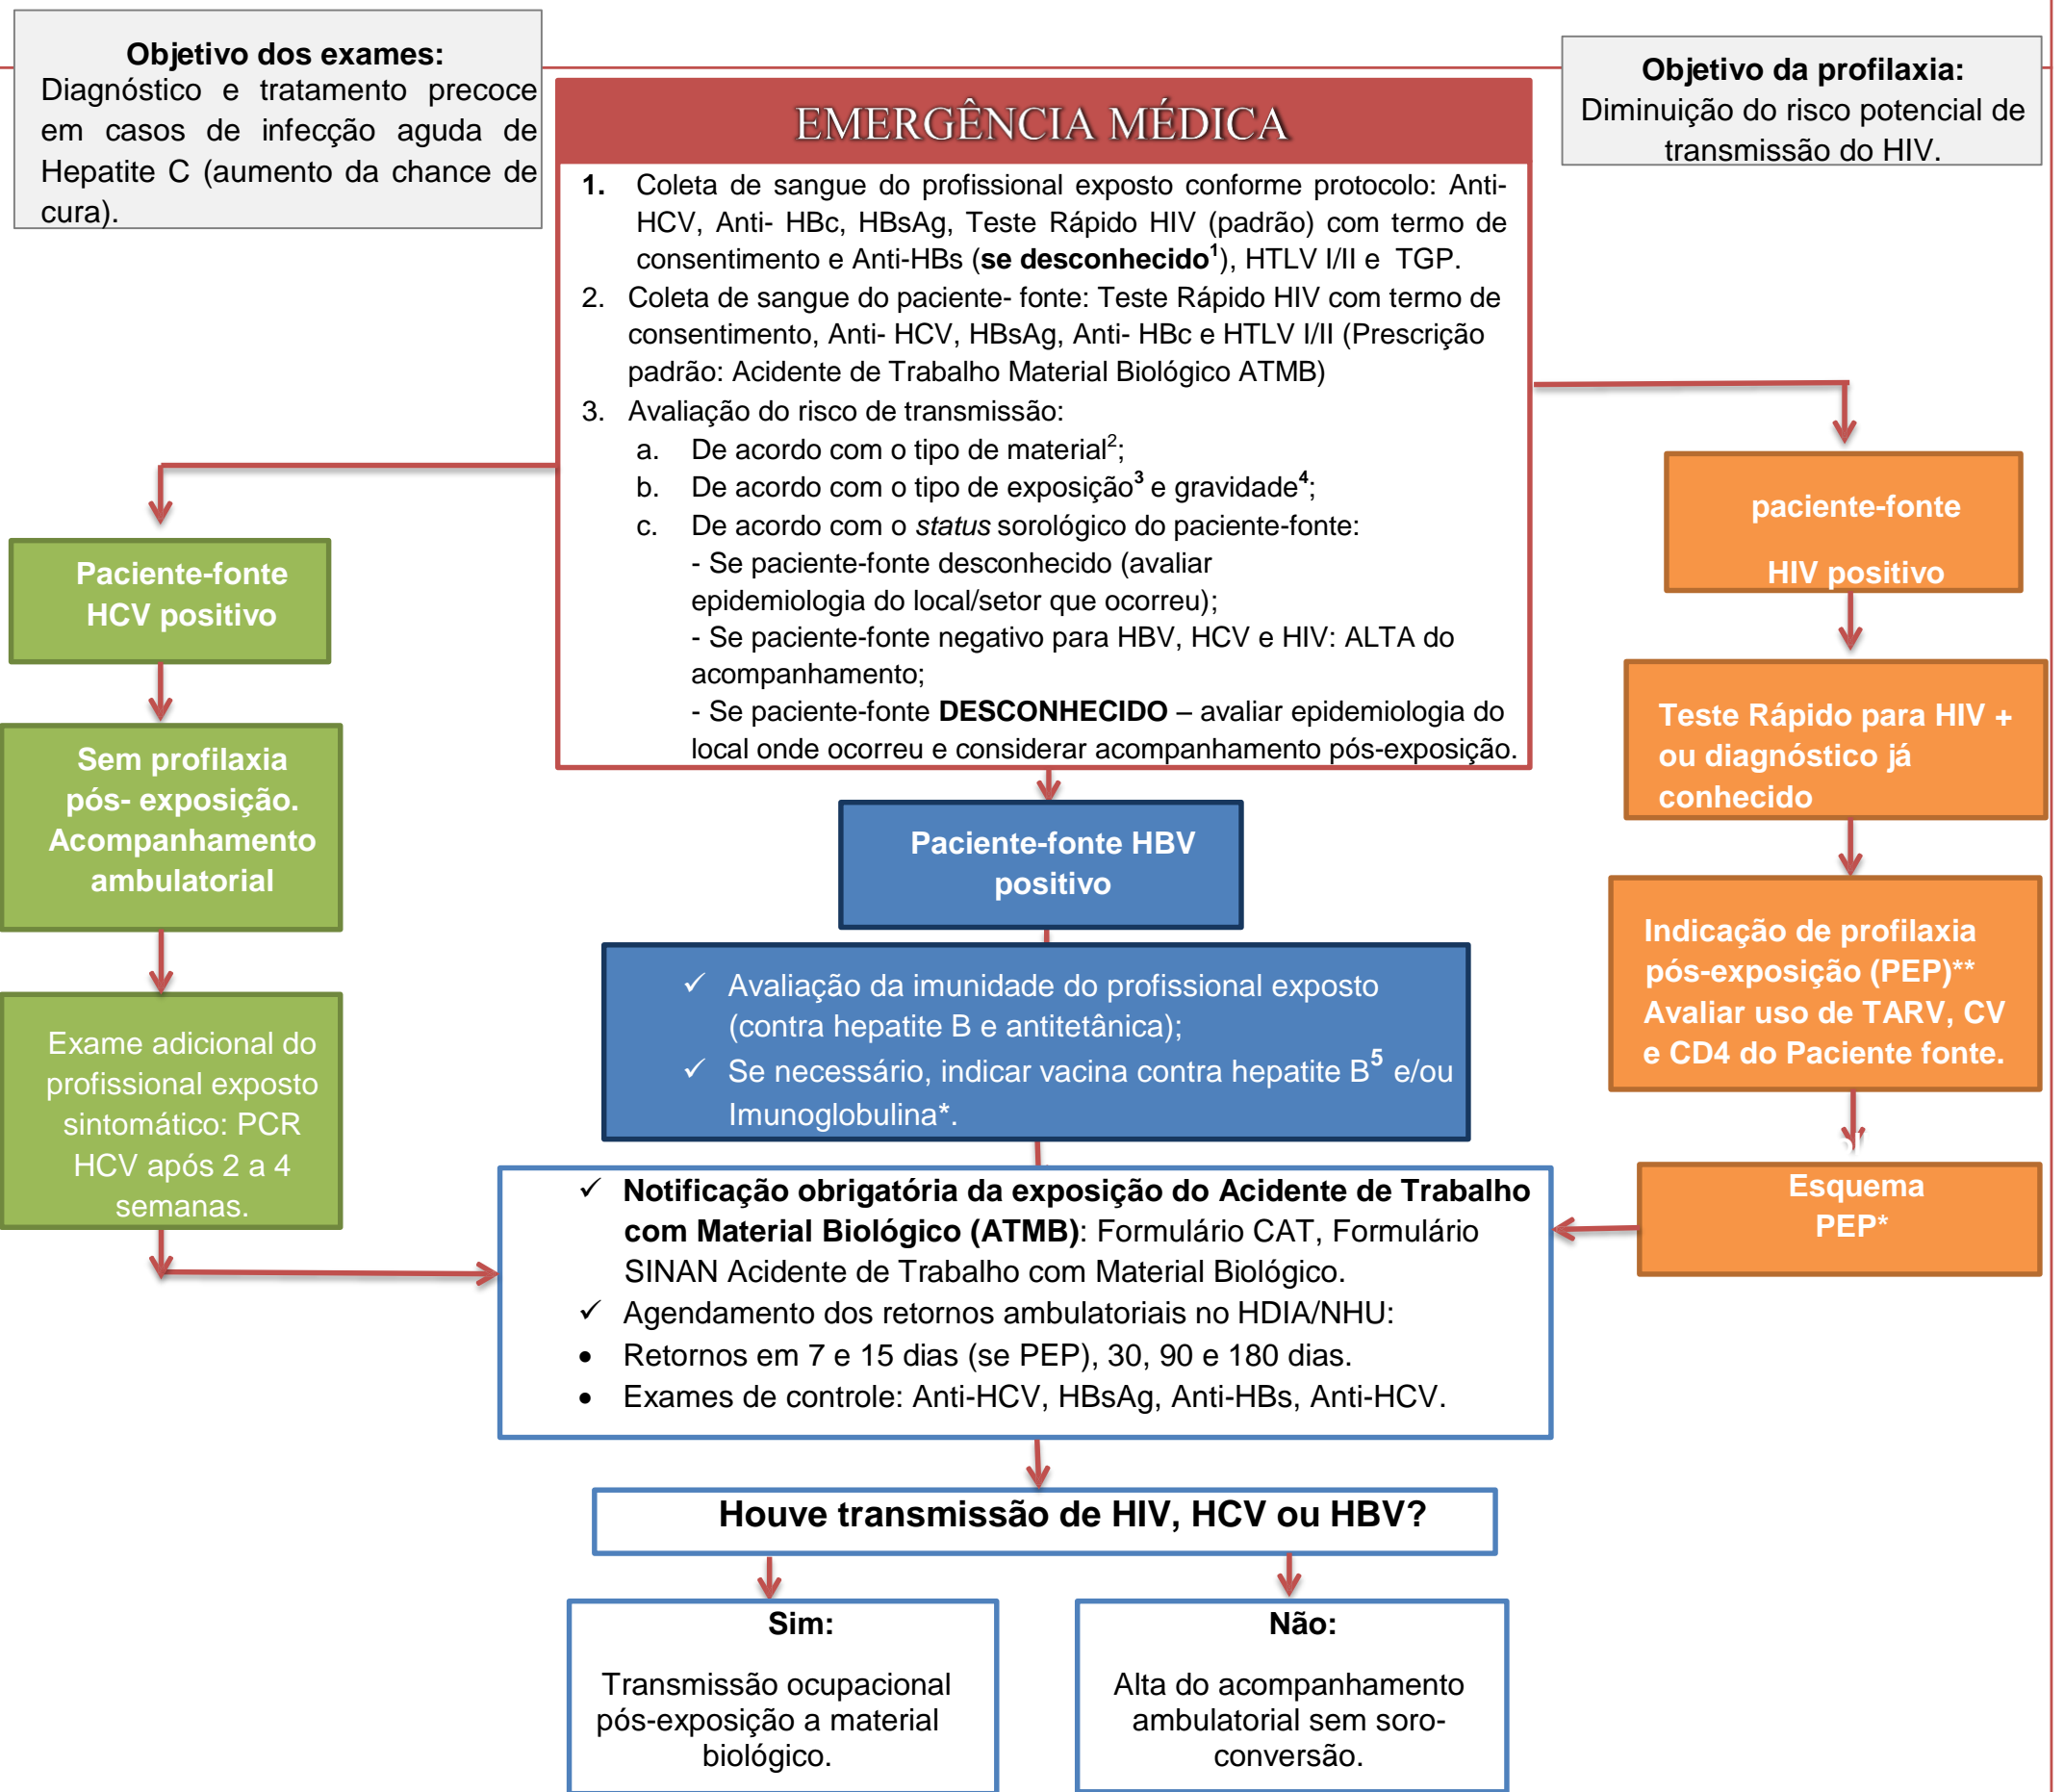 Objetivo dos exames:
Diagnóstico e tratamento precoce
em casos de infecção aguda de
Hepatite C (aumento da chance de
cura).
Objetivo da profilaxia:
Diminuição do risco potencial de
transmissão do HIV.
EMERGÊNCIA MÉDICA
1. Coleta de sangue do profissional exposto conforme protocolo: Anti-
HCV, Anti- HBc, HBsAg, Teste Rápido HIV (padrão) com termo de
consentimento e Anti-HBs (se desconhecido¹), HTLV I/II e TGP.
2. Coleta de sangue do paciente- fonte: Teste Rápido HIV com termo de
consentimento, Anti- HCV, HBsAg, Anti- HBc e HTLV I/II (Prescrição
padrão: Acidente de Trabalho Material Biológico ATMB)
3. Avaliação do risco de transmissão:
a. De acordo com o tipo de material²;
b. De acordo com o tipo de exposição³ e gravidade⁴;
c. De acordo com o status sorológico do paciente-fonte:
- Se paciente-fonte desconhecido (avaliar
epidemiologia do local/setor que ocorreu);
- Se paciente-fonte negativo para HBV, HCV e HIV: ALTA do
acompanhamento;
- Se paciente-fonte DESCONHECIDO – avaliar epidemiologia do
local onde ocorreu e considerar acompanhamento pós-exposição.
Paciente-fonte
HCV positivo
Sem profilaxia
pós- exposição.
Acompanhamento
ambulatorial
Exame adicional do
profissional exposto
sintomático: PCR
HCV após 2 a 4
semanas.
Paciente-fonte HBV
positivo
✓ Avaliação da imunidade do profissional exposto
(contra hepatite B e antitetânica);
✓ Se necessário, indicar vacina contra hepatite B⁵ e/ou
Imunoglobulina*.
paciente-fonte
HIV positivo
Teste Rápido para HIV +
ou diagnóstico já
conhecido
Indicação de profilaxia
pós-exposição (PEP)**
Avaliar uso de TARV, CV
e CD4 do Paciente fonte.
Esquema
PEP*
✓ Notificação obrigatória da exposição do Acidente de Trabalho
com Material Biológico (ATMB): Formulário CAT, Formulário
SINAN Acidente de Trabalho com Material Biológico.
✓ Agendamento dos retornos ambulatoriais no HDIA/NHU:
• Retornos em 7 e 15 dias (se PEP), 30, 90 e 180 dias.
• Exames de controle: Anti-HCV, HBsAg, Anti-HBs, Anti-HCV.
Houve transmissão de HIV, HCV ou HBV?
Sim:
Transmissão ocupacional
pós-exposição a material
biológico.
Não:
Alta do acompanhamento
ambulatorial sem soro-
conversão.